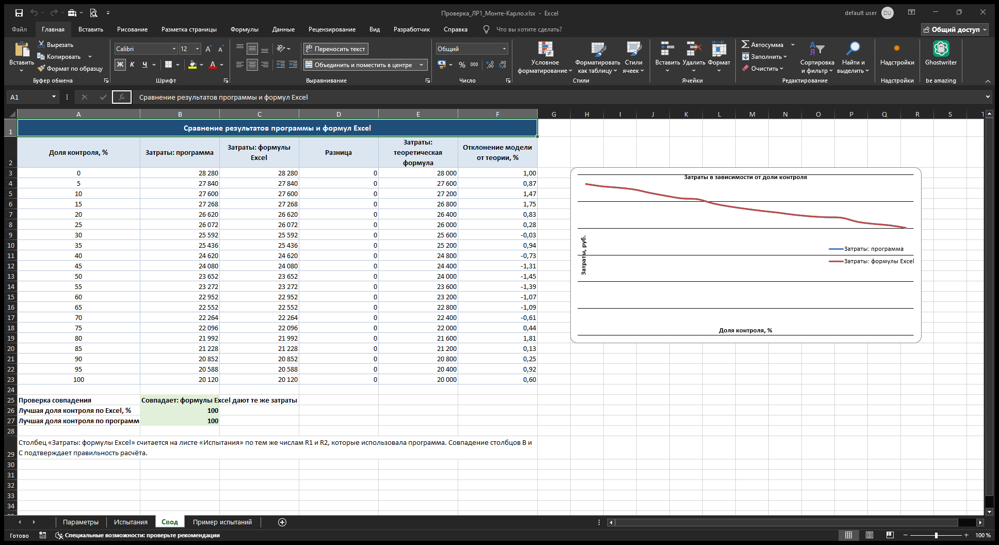 Проверка_ЛР1_Монте-Карло.xlsx - Excel
default user
DU
Файл
Главная
Вставить
Рисование
Разметка страницы
Формулы
Данные
Рецензирование
Вид
Разработчик
Справка
Что вы хотите сделать?
Общий доступ
Вставить
Вырезать
Копировать
Формат по образцу
Буфер обмена
Calibri
12
Ж К Ч
Шрифт
Переносить текст
Объединить и поместить в центре
Выравнивание
Общий
% 000
Число
Условное форматирование
Форматировать как таблицу
Стили ячеек
Стили
Вставить
Удалить
Формат
Ячейки
Автосумма
Заполнить
Очистить
Сортировка и фильтр
Найти и выделить
Редактирование
Надстройки
Надстройки
Ghostwriter
be amazing
A1
fx
Сравнение результатов программы и формул Excel
A B C D E F G H I J K L M N O P Q R S T
1 Сравнение результатов программы и формул Excel
2 Доля контроля, % Затраты: программа Затраты: формулы Excel Разница Затраты: теоретическая формула Отклонение модели от теории, %
3 0 28 280 28 280 0 28 000 1,00
4 5 27 840 27 840 0 27 600 0,87
5 10 27 600 27 600 0 27 200 1,47
6 15 27 268 27 268 0 26 800 1,75
7 20 26 620 26 620 0 26 400 0,83
8 25 26 072 26 072 0 26 000 0,28
9 30 25 592 25 592 0 25 600 -0,03
10 35 25 436 25 436 0 25 200 0,94
11 40 24 620 24 620 0 24 800 -0,73
12 45 24 080 24 080 0 24 400 -1,31
13 50 23 652 23 652 0 24 000 -1,45
14 55 23 272 23 272 0 23 600 -1,39
15 60 22 952 22 952 0 23 200 -1,07
16 65 22 552 22 552 0 22 800 -1,09
17 70 22 264 22 264 0 22 400 -0,61
18 75 22 096 22 096 0 22 000 0,44
19 80 21 992 21 992 0 21 600 1,81
20 85 21 228 21 228 0 21 200 0,13
21 90 20 852 20 852 0 20 800 0,25
22 95 20 588 20 588 0 20 400 0,92
23 100 20 120 20 120 0 20 000 0,60
24
25 Проверка совпадения Совпадает: формулы Excel дают те же затраты
26 Лучшая доля контроля по Excel, % 100
27 Лучшая доля контроля по программ 100
28
Столбец «Затраты: формулы Excel» считается на листе «Испытания» по тем же числам R1 и R2, которые использовала программа. Совпадение столбцов B и
29 C подтверждает правильность расчёта.
30
31
32
33
34
Затраты в зависимости от доли контроля
Затраты, руб.
Затраты: программа
Затраты: формулы Excel
Доля контроля, %
Параметры
Испытания
Свод
Пример испытаний
Готово
Специальные возможности: проверьте рекомендации
100 %